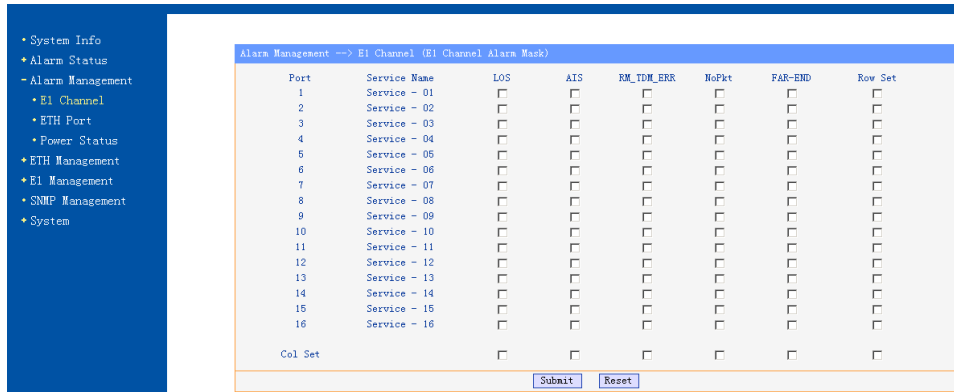 • System Info
+ Alarm Status
- Alarm Management
• E1 Channel
• ETH Port
• Power Status
+ ETH Management
+ E1 Management
• SNMP Management
+ System
Alarm Management --> E1 Channel (E1 Channel Alarm Mask)
Port Service Name LOS AIS RM_TDM_ERR NoPkt FAR-END Row Set
1 Service - 01
2 Service - 02
3 Service - 03
4 Service - 04
5 Service - 05
6 Service - 06
7 Service - 07
8 Service - 08
9 Service - 09
10 Service - 10
11 Service - 11
12 Service - 12
13 Service - 13
14 Service - 14
15 Service - 15
16 Service - 16
Col Set
Submit Reset